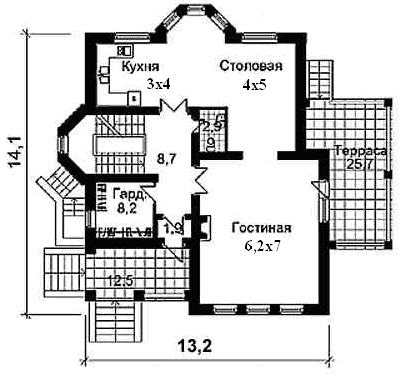 Кухня
3x4
Столовая
4x5
2,9
9
8,7
Терраса
25,7
Гард.
8,2
1,9
Гостиная
6,2x7
12,5
14,1
13,2